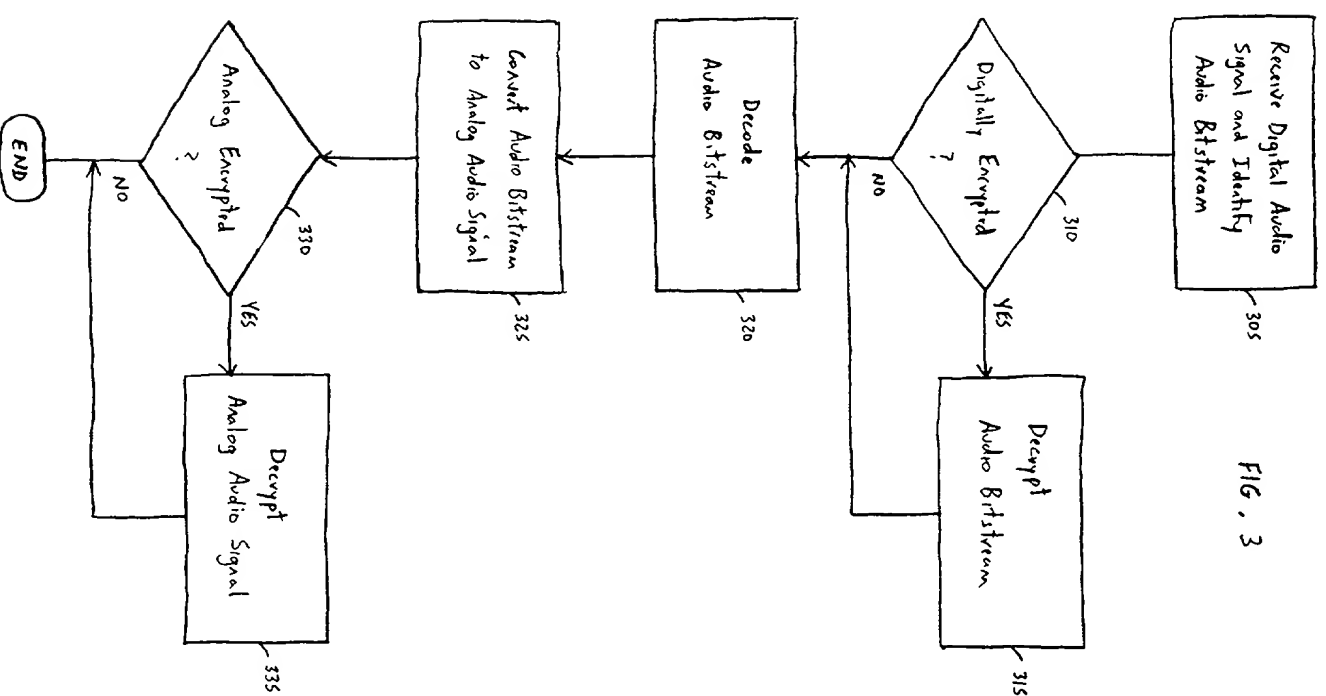 FIG. 3
Receive Digital Audio
Signal and Identify
Audio Bitstream
305
Digitally Encrypted
?
310
YES
NO
Decrypt
Audio Bitstream
315
Decode
Audio Bitstream
320
Convert Audio Bitstream
to Analog Audio Signal
325
Analog Encrypted
?
330
YES
NO
Decrypt
Analog Audio Signal
335
END